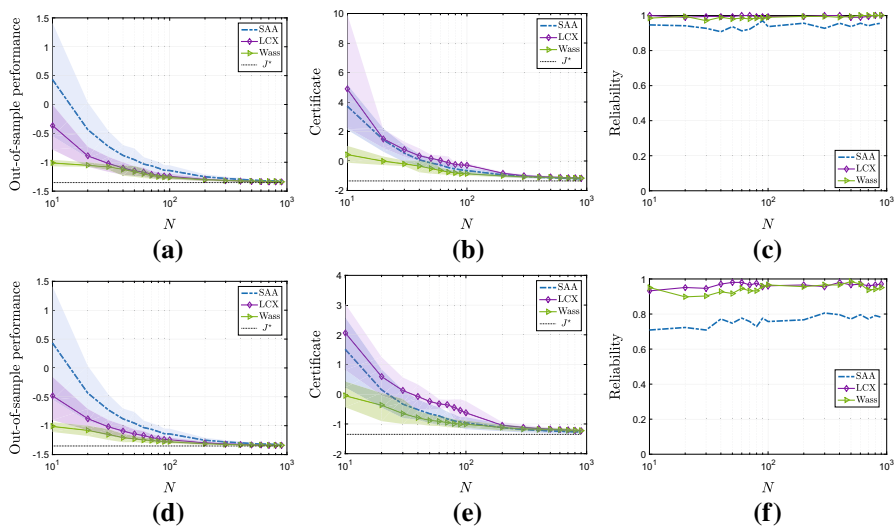 Out-of-sample performance
1.5
1
0.5
0
-0.5
-1
-1.5
10^1
10^2
10^3
N
SAA
LCX
Wass
J*
(a)
Certificate
10
8
6
4
2
0
-2
10^1
10^2
10^3
N
SAA
LCX
Wass
J*
(b)
Reliability
1
0.8
0.6
0.4
0.2
0
10^1
10^2
10^3
N
SAA
LCX
Wass
(c)
Out-of-sample performance
1.5
1
0.5
0
-0.5
-1
-1.5
10^1
10^2
10^3
N
SAA
LCX
Wass
J*
(d)
Certificate
4
3
2
1
0
-1
-2
10^1
10^2
10^3
N
SAA
LCX
Wass
J*
(e)
Reliability
1
0.8
0.6
0.4
0.2
0
10^1
10^2
10^3
N
SAA
LCX
Wass
(f)